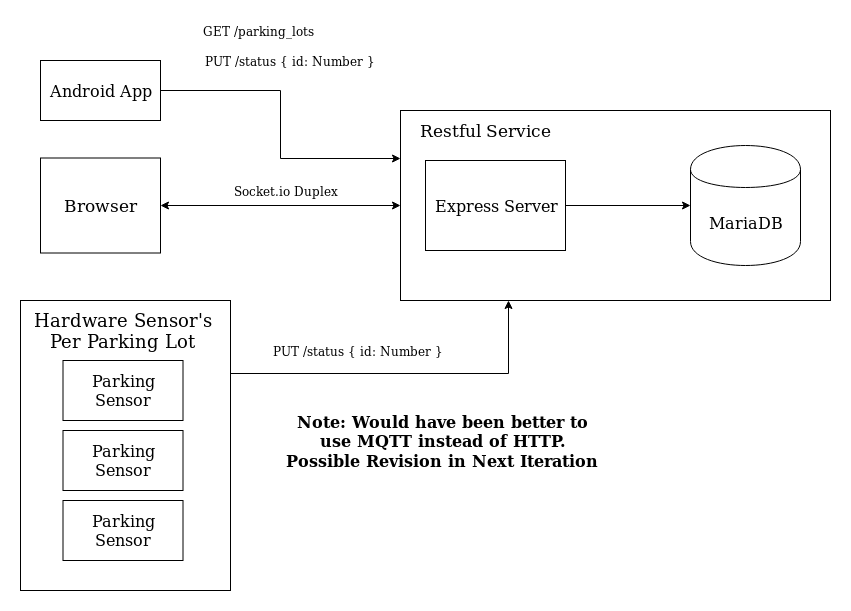 GET /parking_lots
PUT /status { id: Number }
Android App
Restful Service
Browser
Socket.io Duplex
Express Server
MariaDB
Hardware Sensor's
Per Parking Lot
PUT /status { id: Number }
Parking
Sensor
Parking
Sensor
Parking
Sensor
Note: Would have been better to
use MQTT instead of HTTP.
Possible Revision in Next Iteration